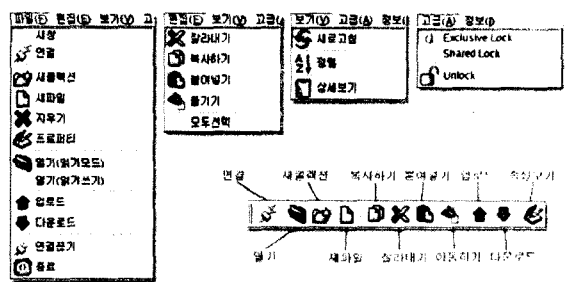 파일(F) 편집(E) 보기(V) 고
새창
연결
새콜렉션
새파일
지우기
프로퍼티
열기(읽기모드)
열기(읽기쓰기)
업로드
다운로드
연결끊기
종료
편집(E) 보기(V) 고급(
잘라내기
복사하기
붙여넣기
옮기기
모두선택
보기(V) 고급(A) 정보(
새로고침
정렬
상세보기
고급(A) 정보(I)
Exclusive Lock
Shared Lock
Unlock
연결 새콜렉션 복사하기 붙여넣기 업로드 속성보기
열기 새파일 잘라내기 이동하기 다운로드